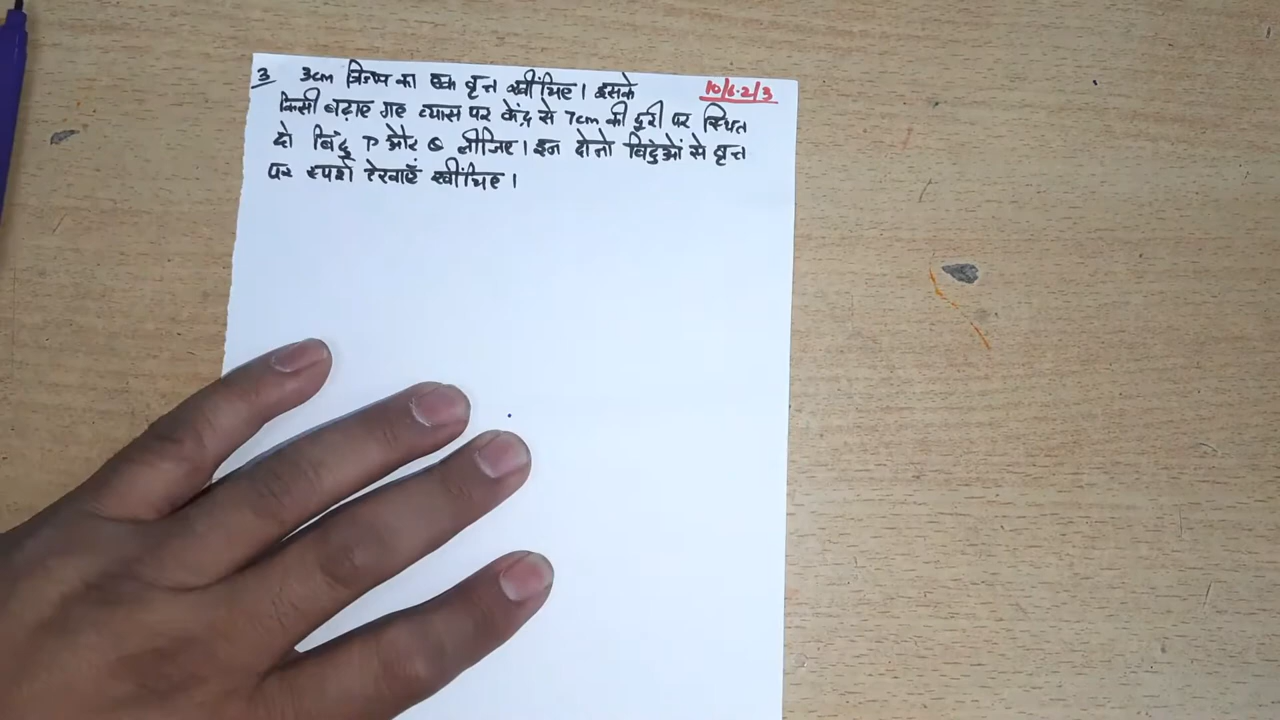 3 3cm त्रिज्या का एक वृत्त खींचिए। इसके
10/6.2/3
किसी बढ़ाए गए व्यास पर केंद्र से 7cm की दूरी पर स्थित
दो बिंदु P और Q लीजिए। इन दोनो बिंदुओं से वृत्त
पर स्पर्श रेखाएँ खींचिए।